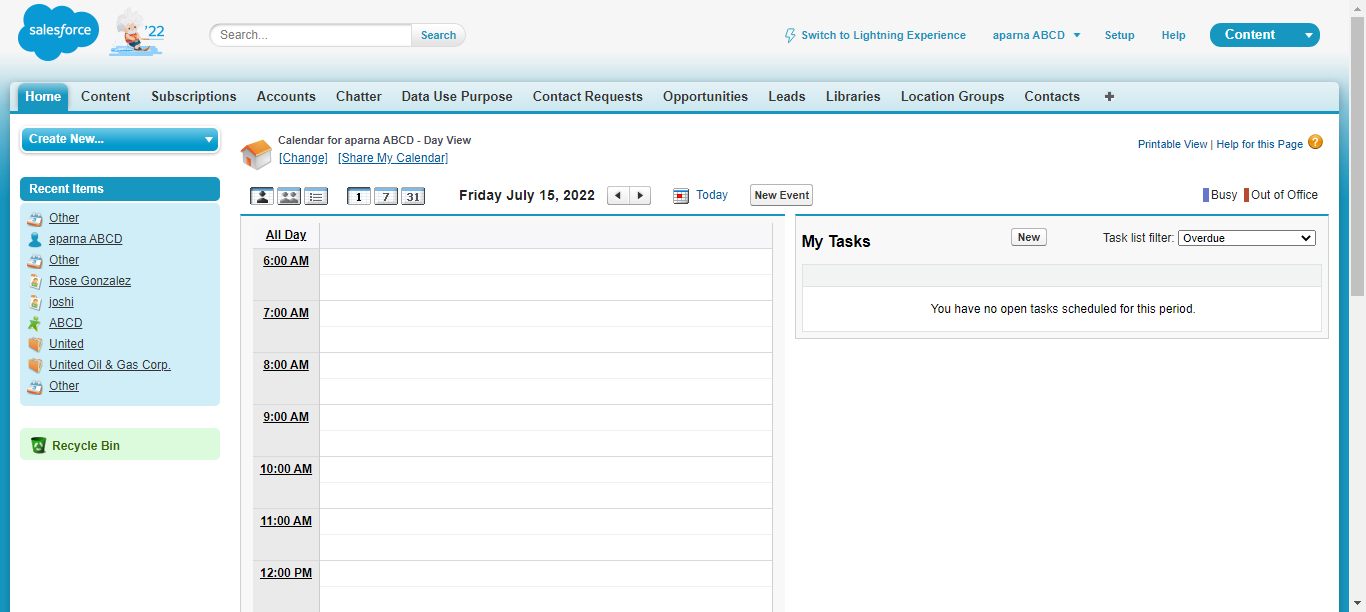 salesforce
'22
Search...
Search
Switch to Lightning Experience
aparna ABCD
Setup
Help
Content
Home
Content
Subscriptions
Accounts
Chatter
Data Use Purpose
Contact Requests
Opportunities
Leads
Libraries
Location Groups
Contacts
+
Create New...
Recent Items
Other
aparna ABCD
Other
Rose Gonzalez
joshi
ABCD
United
United Oil & Gas Corp.
Other
Recycle Bin
Calendar for aparna ABCD - Day View
[Change] [Share My Calendar]
Printable View | Help for this Page ?
1 7 31
Friday July 15, 2022
Today
New Event
Busy Out of Office
All Day
6:00 AM
7:00 AM
8:00 AM
9:00 AM
10:00 AM
11:00 AM
12:00 PM
My Tasks
New
Task list filter: Overdue
You have no open tasks scheduled for this period.